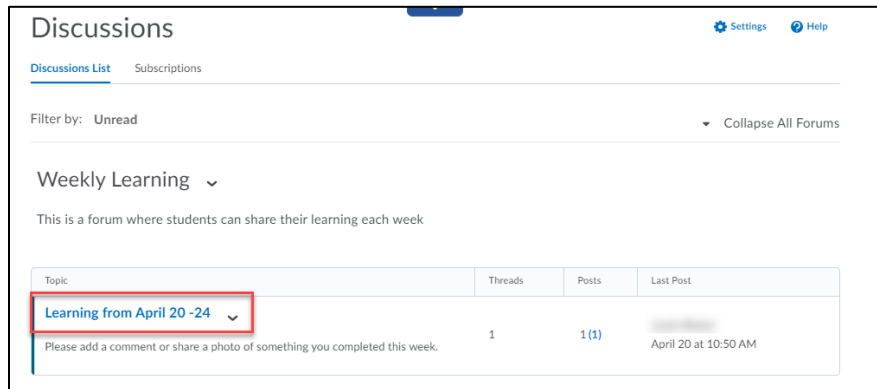 Discussions
Settings
Help
Discussions List
Subscriptions
Filter by: Unread
Collapse All Forums
Weekly Learning
This is a forum where students can share their learning each week
Topic
Threads
Posts
Last Post
Learning from April 20 -24
Please add a comment or share a photo of something you completed this week.
1
1 (1)
April 20 at 10:50 AM